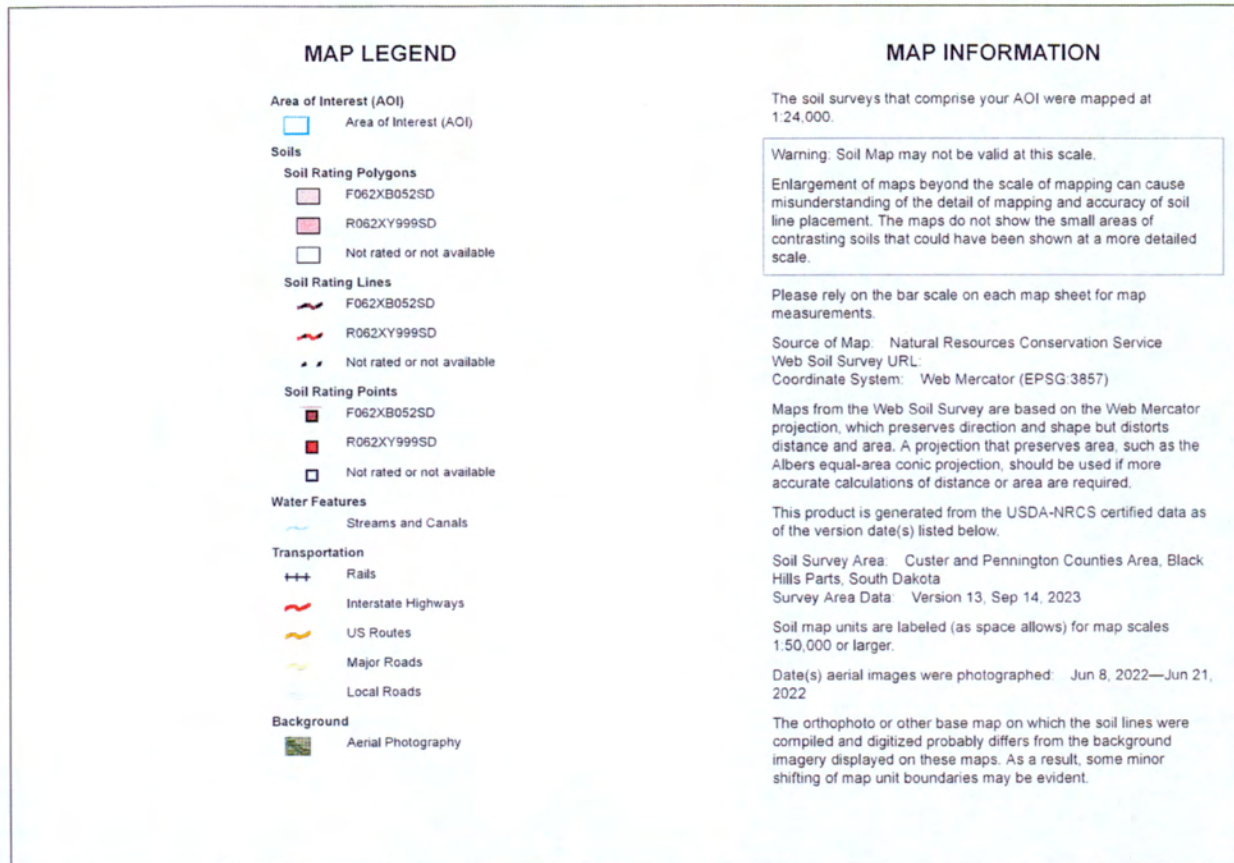 MAP LEGEND
Area of Interest (AOI)
Area of Interest (AOI)
Soils
Soil Rating Polygons
F062XB052SD
R062XY999SD
Not rated or not available
Soil Rating Lines
F062XB052SD
R062XY999SD
Not rated or not available
Soil Rating Points
F062XB052SD
R062XY999SD
Not rated or not available
Water Features
Streams and Canals
Transportation
Rails
Interstate Highways
US Routes
Major Roads
Local Roads
Background
Aerial Photography
MAP INFORMATION
The soil surveys that comprise your AOI were mapped at
1:24,000.
Warning: Soil Map may not be valid at this scale.
Enlargement of maps beyond the scale of mapping can cause
misunderstanding of the detail of mapping and accuracy of soil
line placement. The maps do not show the small areas of
contrasting soils that could have been shown at a more detailed
scale.
Please rely on the bar scale on each map sheet for map
measurements.
Source of Map: Natural Resources Conservation Service
Web Soil Survey URL:
Coordinate System: Web Mercator (EPSG:3857)
Maps from the Web Soil Survey are based on the Web Mercator
projection, which preserves direction and shape but distorts
distance and area. A projection that preserves area, such as the
Albers equal-area conic projection, should be used if more
accurate calculations of distance or area are required.
This product is generated from the USDA-NRCS certified data as
of the version date(s) listed below.
Soil Survey Area: Custer and Pennington Counties Area, Black
Hills Parts, South Dakota
Survey Area Data: Version 13, Sep 14, 2023
Soil map units are labeled (as space allows) for map scales
1:50,000 or larger.
Date(s) aerial images were photographed: Jun 8, 2022—Jun 21,
2022
The orthophoto or other base map on which the soil lines were
compiled and digitized probably differs from the background
imagery displayed on these maps. As a result, some minor
shifting of map unit boundaries may be evident.